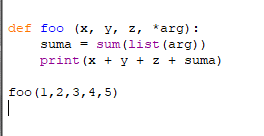 def foo (x, y, z, *arg):
    suma = sum(list(arg))
    print(x + y + z + suma)
foo(1,2,3,4,5)